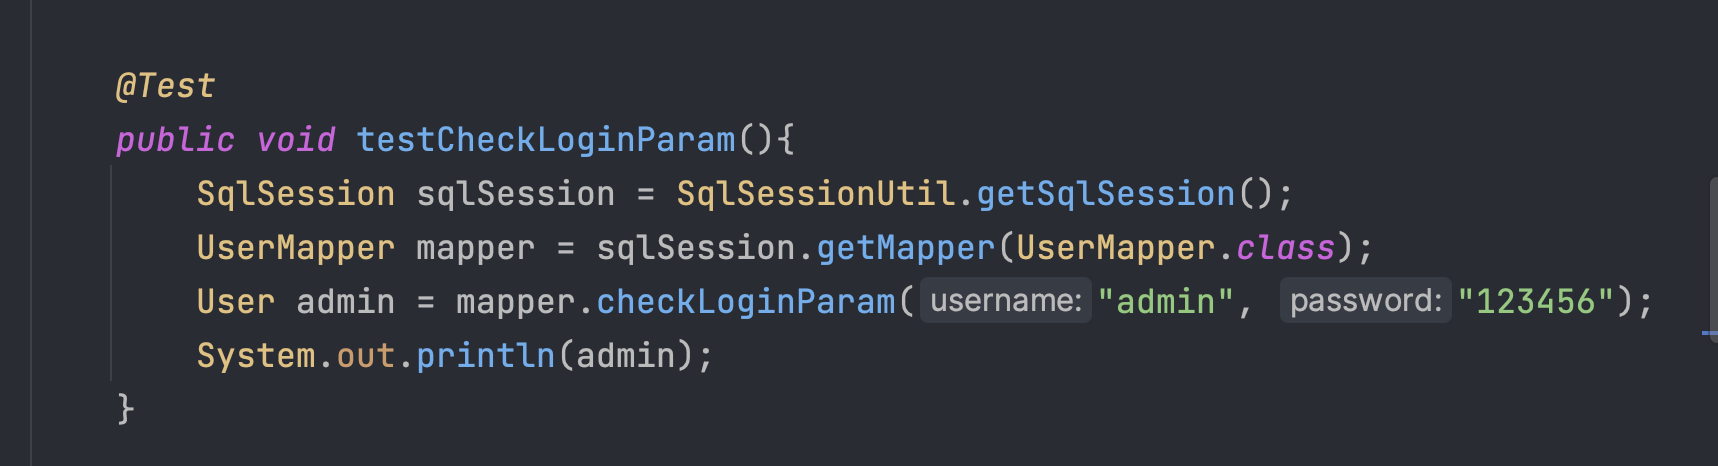 @Test
public void testCheckLoginParam(){
SqlSession sqlSession = SqlSessionUtil.getSqlSession();
UserMapper mapper = sqlSession.getMapper(UserMapper.class);
User admin = mapper.checkLoginParam( username: "admin", password: "123456");
System.out.println(admin);
}